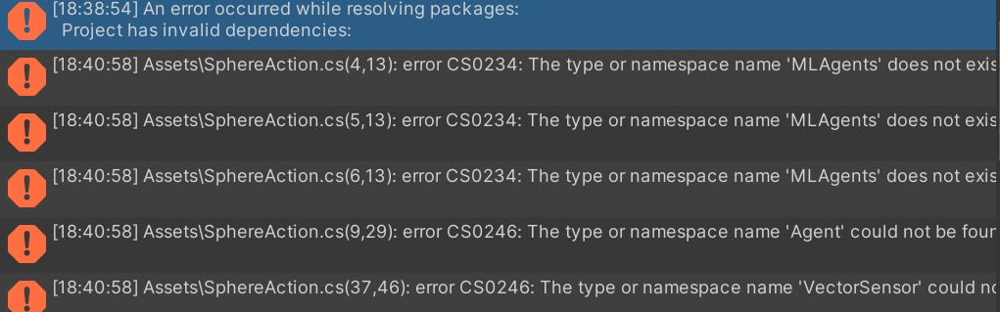 [18:38:54] An error occurred while resolving packages:
Project has invalid dependencies:
[18:40:58] Assets\SphereAction.cs(4,13): error CS0234: The type or namespace name 'MLAgents' does not exis
[18:40:58] Assets\SphereAction.cs(5,13): error CS0234: The type or namespace name 'MLAgents' does not exis
[18:40:58] Assets\SphereAction.cs(6,13): error CS0234: The type or namespace name 'MLAgents' does not exis
[18:40:58] Assets\SphereAction.cs(9,29): error CS0246: The type or namespace name 'Agent' could not be four
[18:40:58] Assets\SphereAction.cs(37,46): error CS0246: The type or namespace name 'VectorSensor' could no